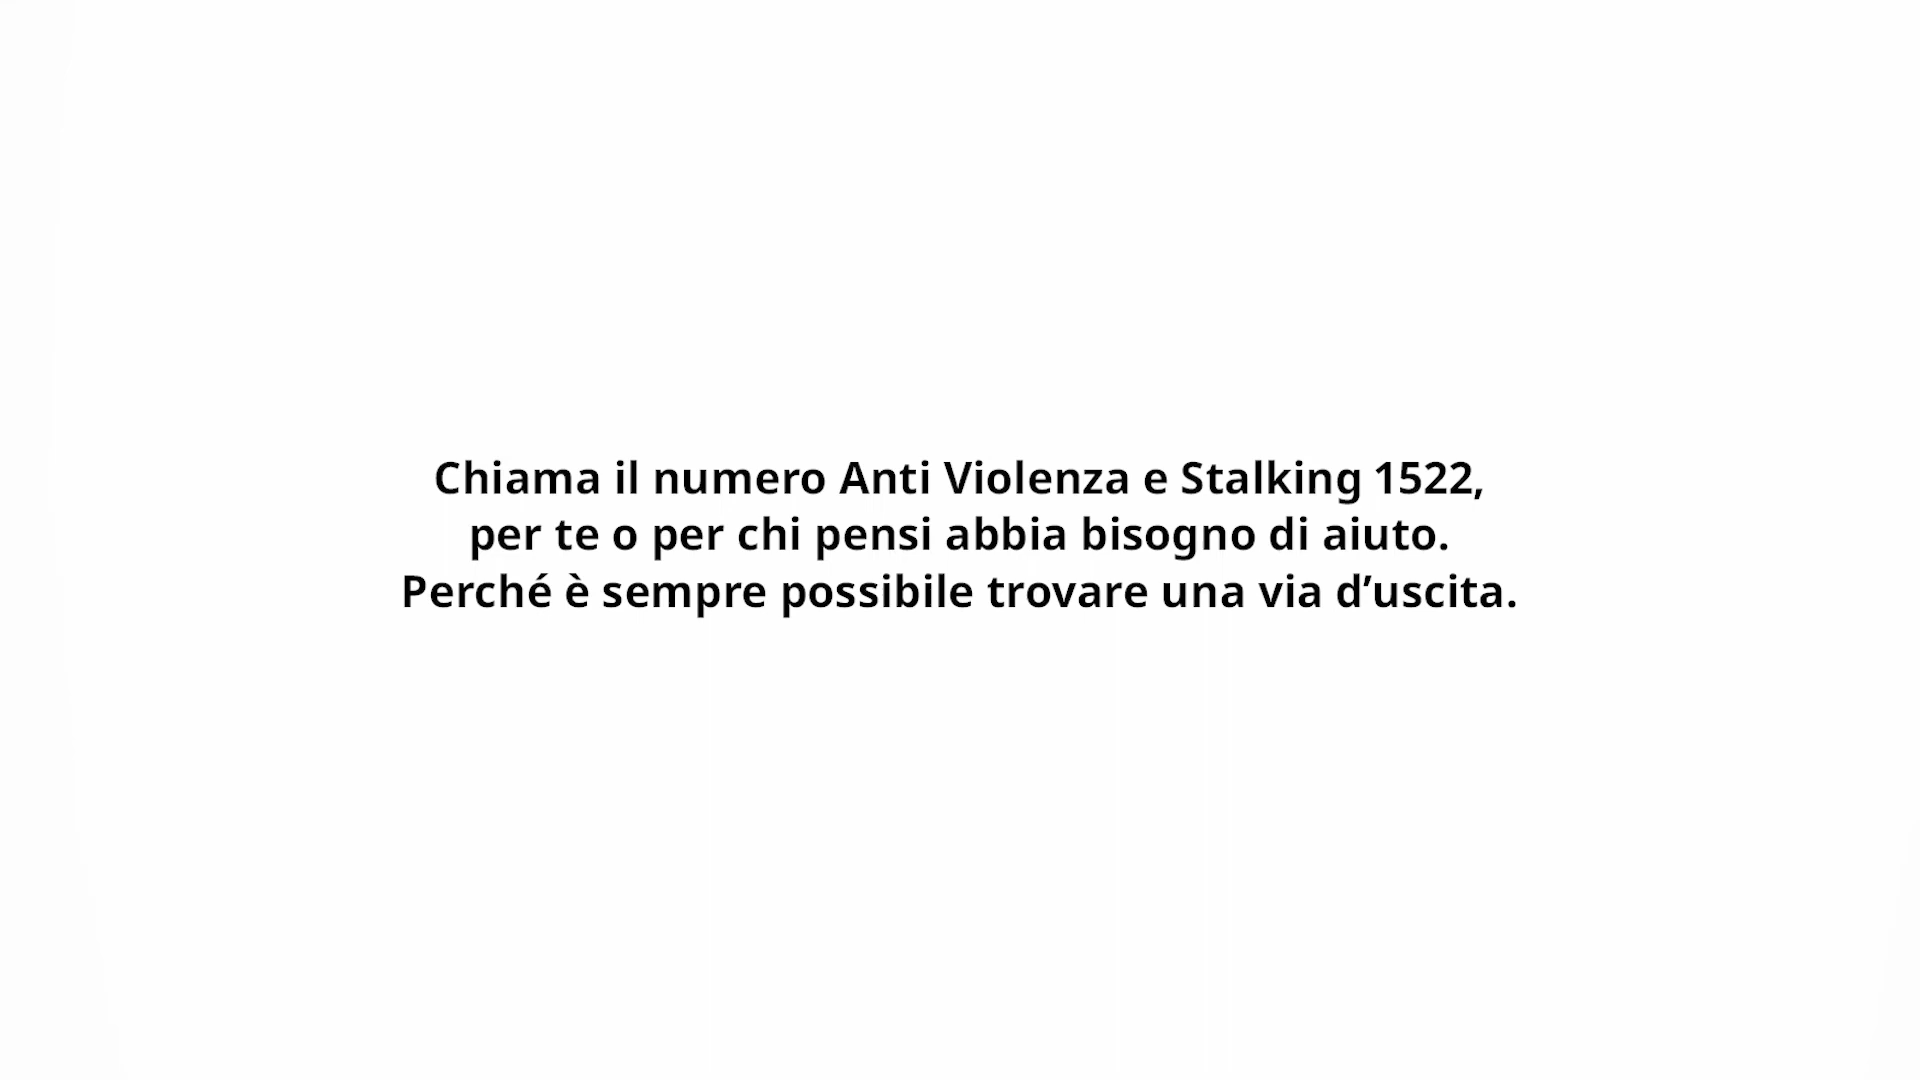 Chiama il numero Anti Violenza e Stalking 1522,
per te o per chi pensi abbia bisogno di aiuto.
Perché è sempre possibile trovare una via d’uscita.